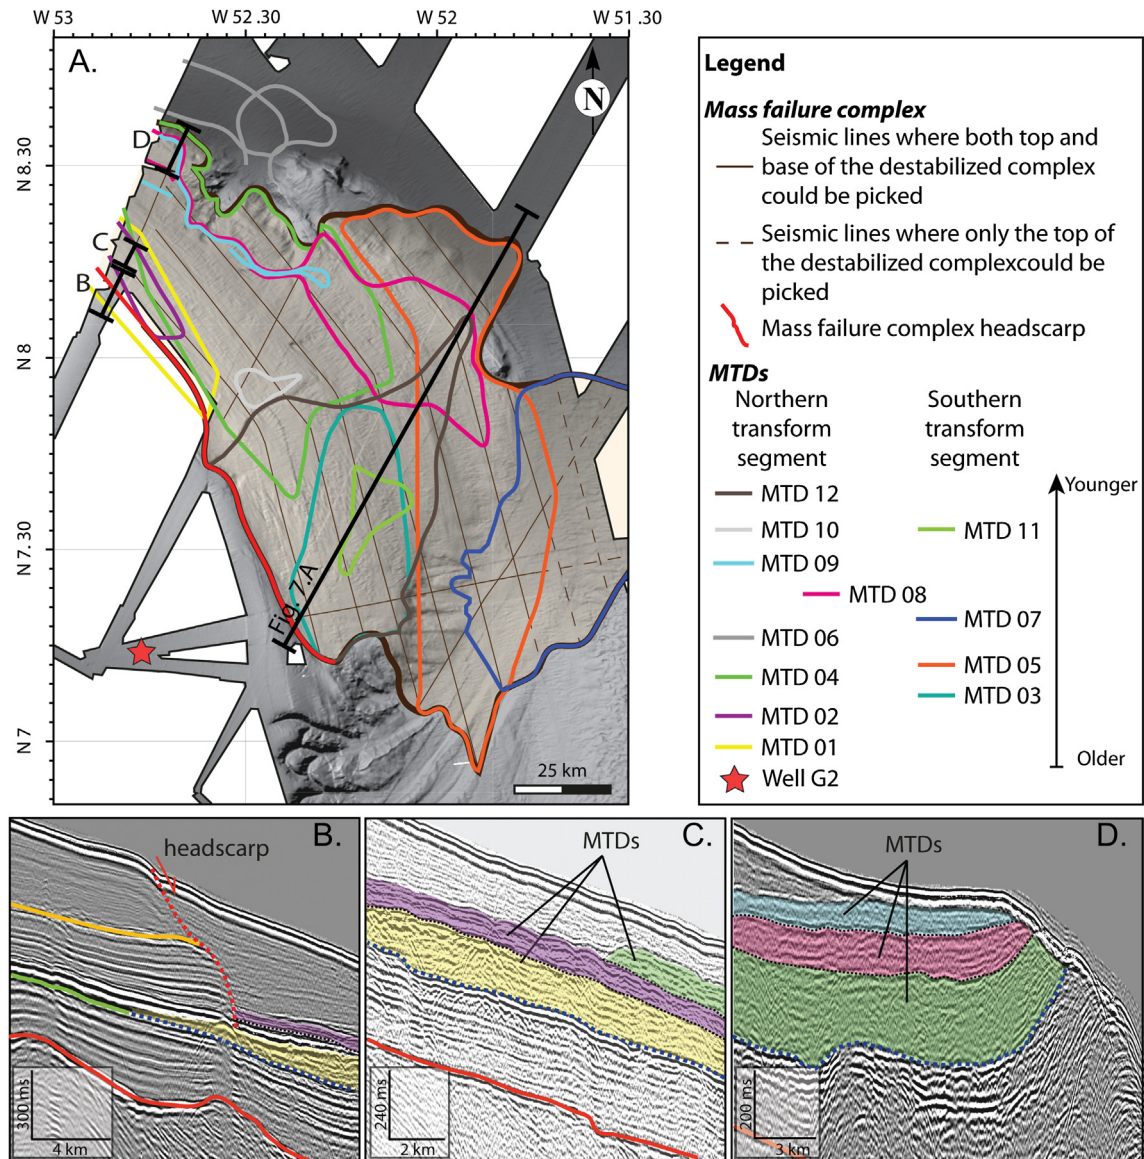 W 53
W 52.30
W 52
W 51.30
A.
N
N 8.30
N 8
N 7.30
N 7
D
C
B
Fig. 7.A
25 km
Legend
Mass failure complex
Seismic lines where both top and
base of the destabilized complex
could be picked
Seismic lines where only the top of
the destabilized complexcould be
picked
Mass failure complex headscarp
MTDs
Northern
transform
segment
Southern
transform
segment
Younger
MTD 12
MTD 10
MTD 11
MTD 09
MTD 08
MTD 07
MTD 06
MTD 05
MTD 04
MTD 03
MTD 02
MTD 01
Older
Well G2
headscarp
B.
300 ms
4 km
MTDs
C.
240 ms
2 km
MTDs
D.
200 ms
3 km